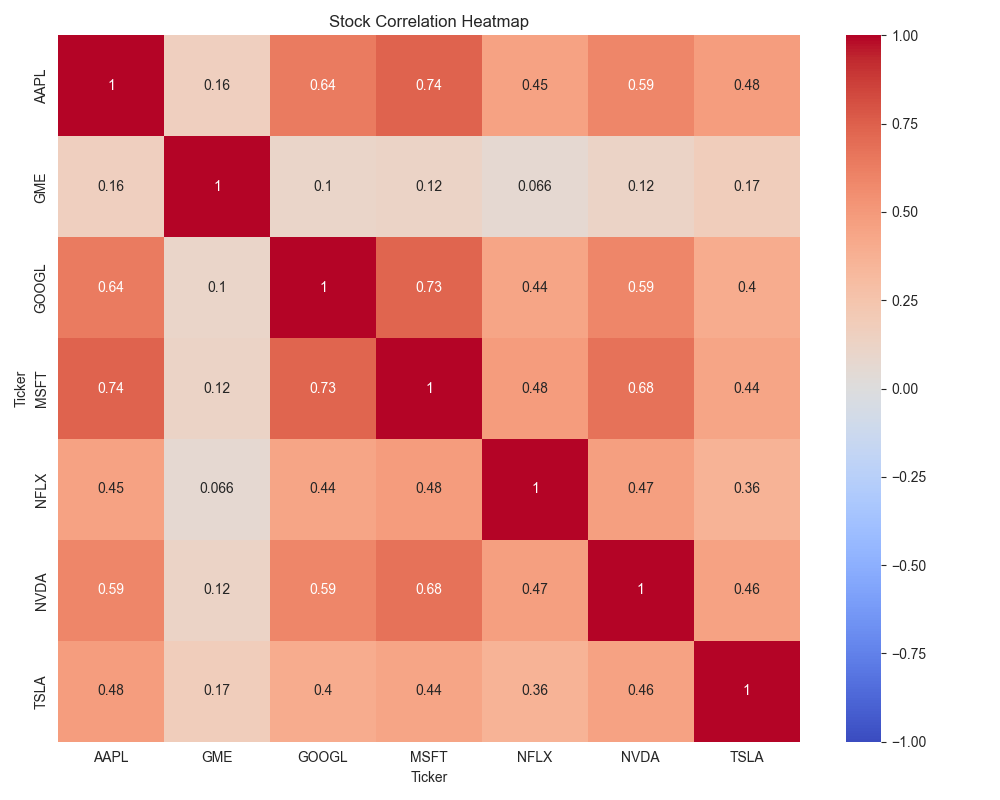 Stock Correlation Heatmap
AAPL 1 0.16 0.64 0.74 0.45 0.59 0.48
GME 0.16 1 0.1 0.12 0.066 0.12 0.17
GOOGL 0.64 0.1 1 0.73 0.44 0.59 0.4
MSFT 0.74 0.12 0.73 1 0.48 0.68 0.44
NFLX 0.45 0.066 0.44 0.48 1 0.47 0.36
NVDA 0.59 0.12 0.59 0.68 0.47 1 0.46
TSLA 0.48 0.17 0.4 0.44 0.36 0.46 1
Ticker
AAPL GME GOOGL MSFT NFLX NVDA TSLA
Ticker
1.00
0.75
0.50
0.25
0.00
−0.25
−0.50
−0.75
−1.00